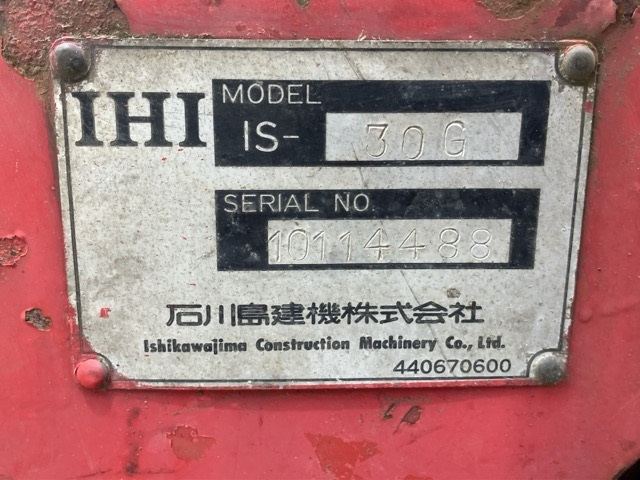 IHI
MODEL
IS- 30G
SERIAL NO.
10114488
石川島建機株式会社
Ishikawajima Construction Machinery Co., Ltd.
440670600